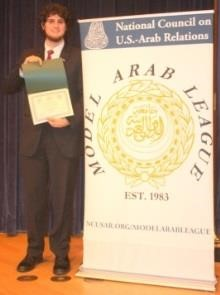 National Council on
U.S.-Arab Relations
MODEL ARAB LEAGUE
EST. 1983
NCUSAR.ORG/MODELARABLEAGUE